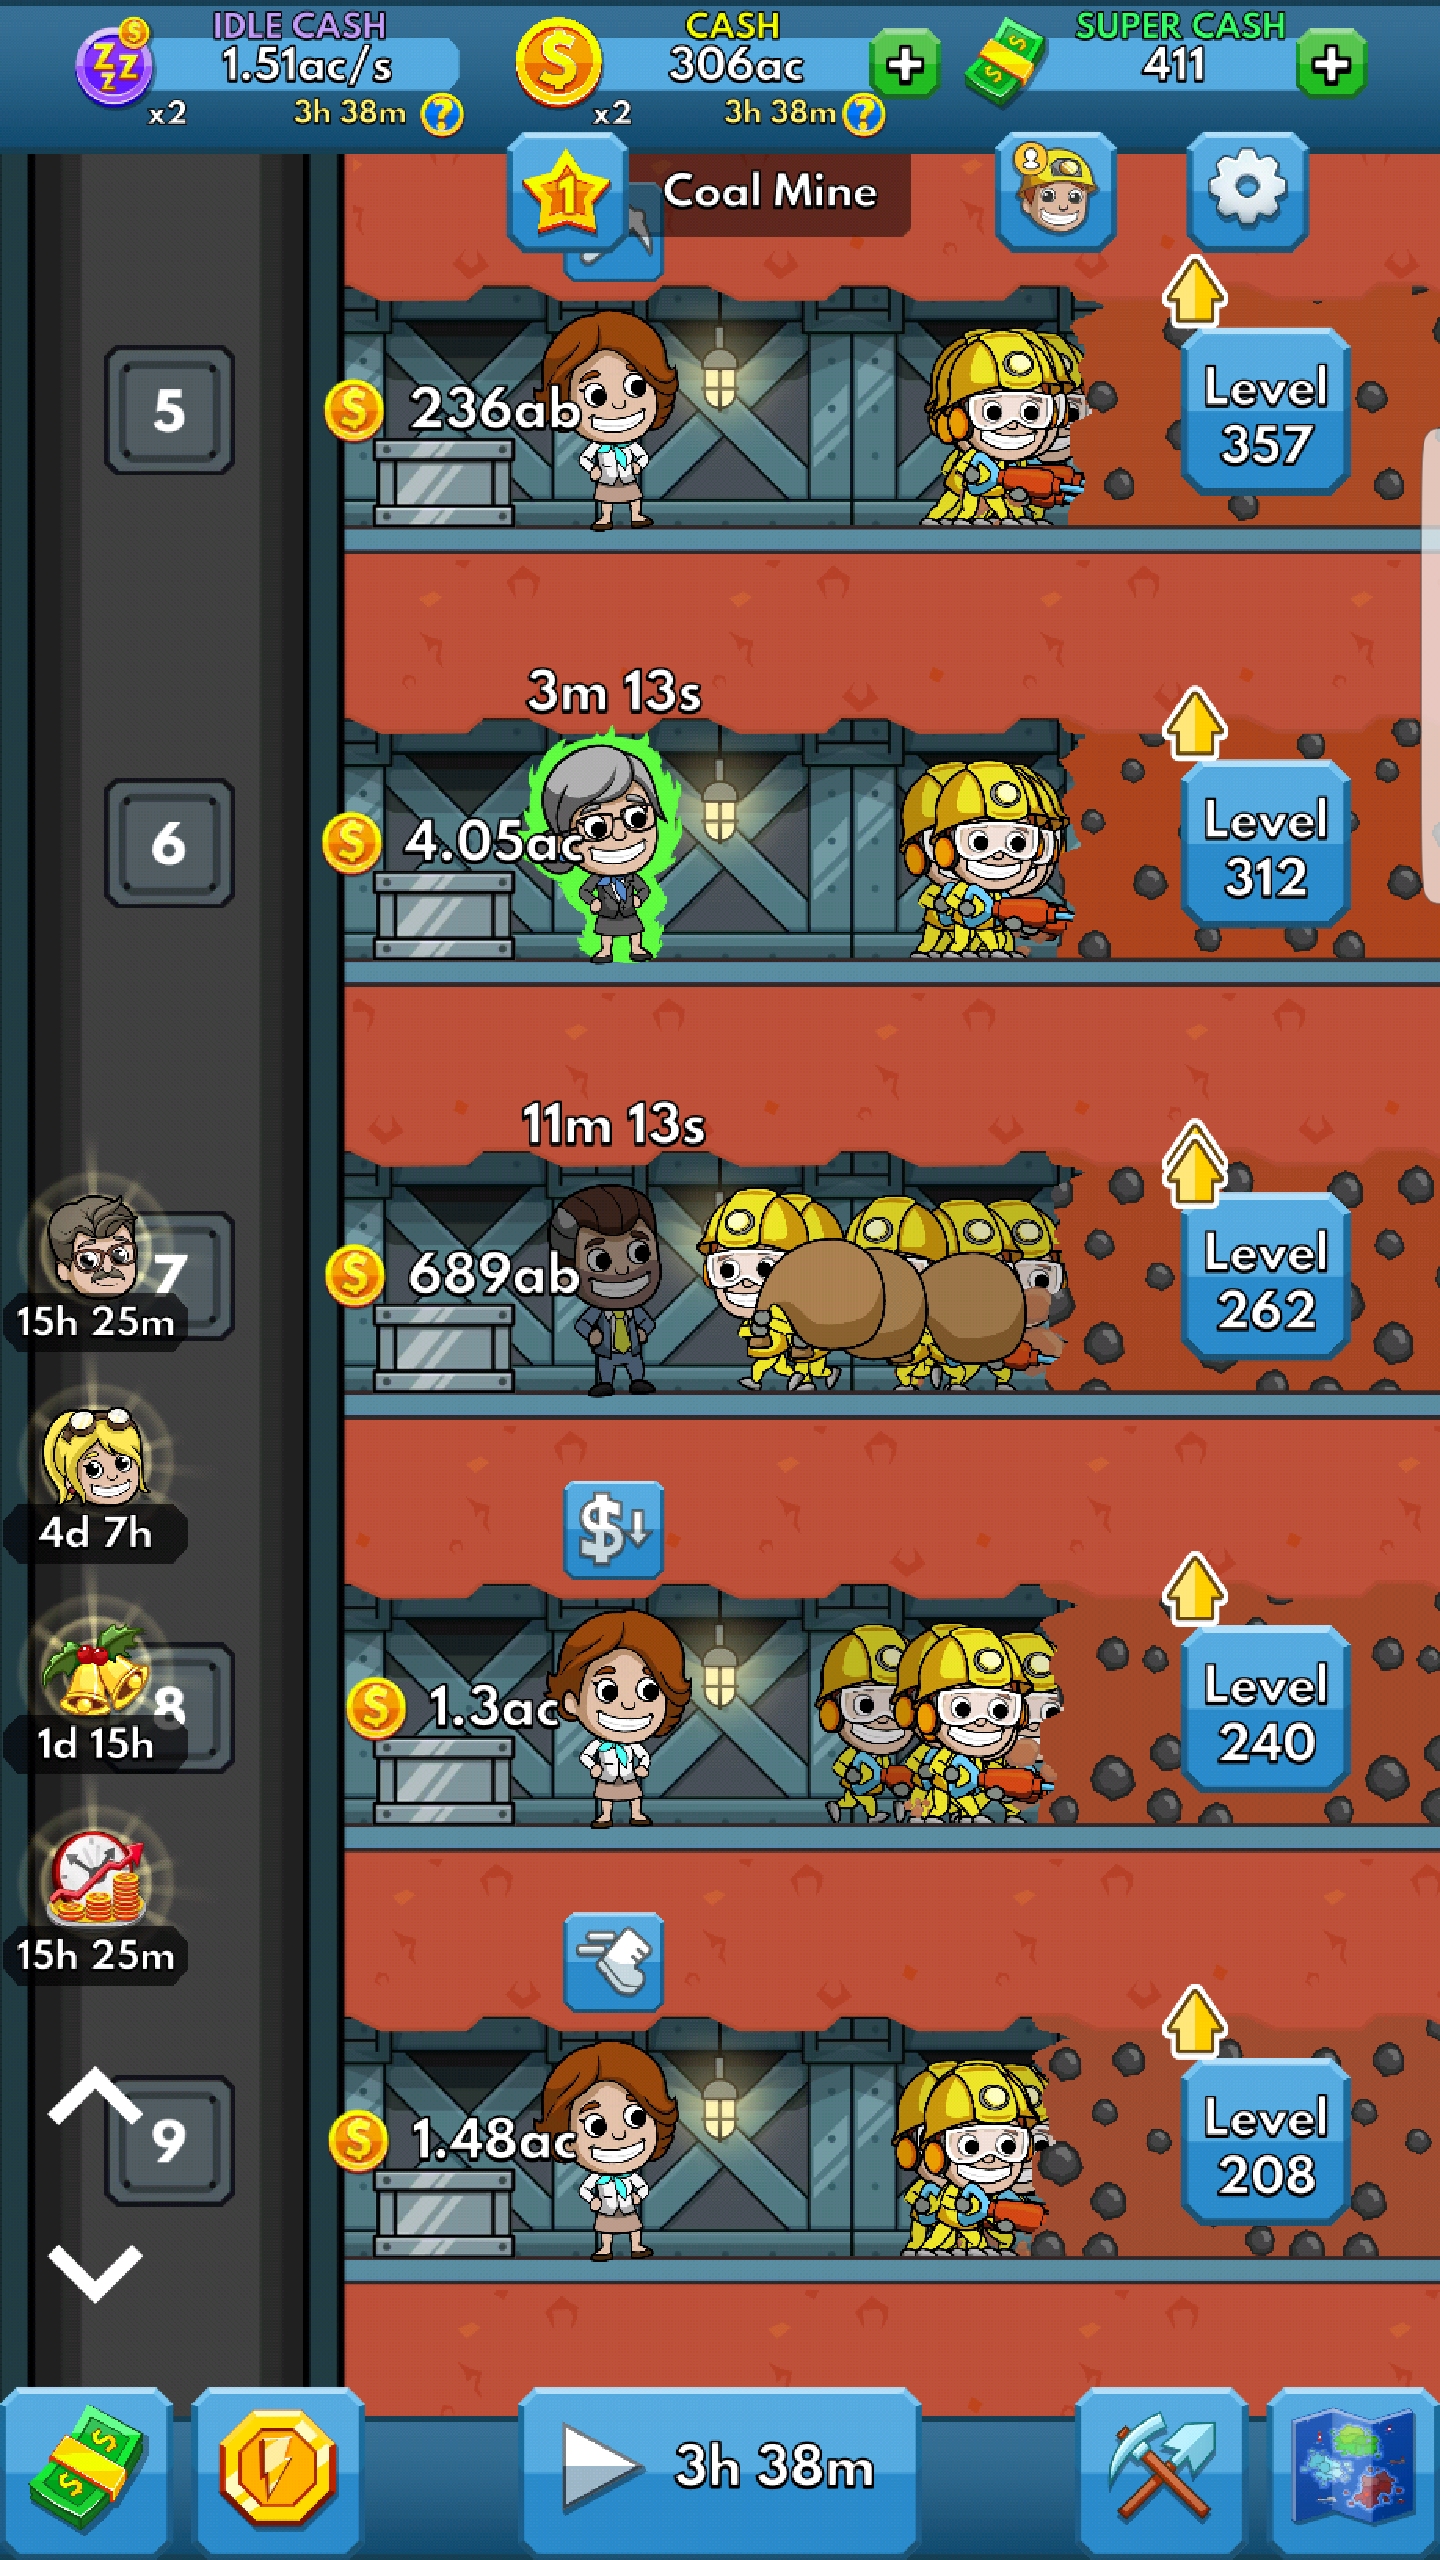 IDLE CASH
1.51ac/s
x2 3h 38m ?
CASH
306ac
x2 3h 38m ?
SUPER CASH
411
1 Coal Mine
5
236ab
Level
357
3m 13s
6
4.05ac
Level
312
11m 13s
7
689ab
Level
262
15h 25m
4d 7h
8
1.3ac
Level
240
1d 15h
15h 25m
9
1.48ac
Level
208
3h 38m